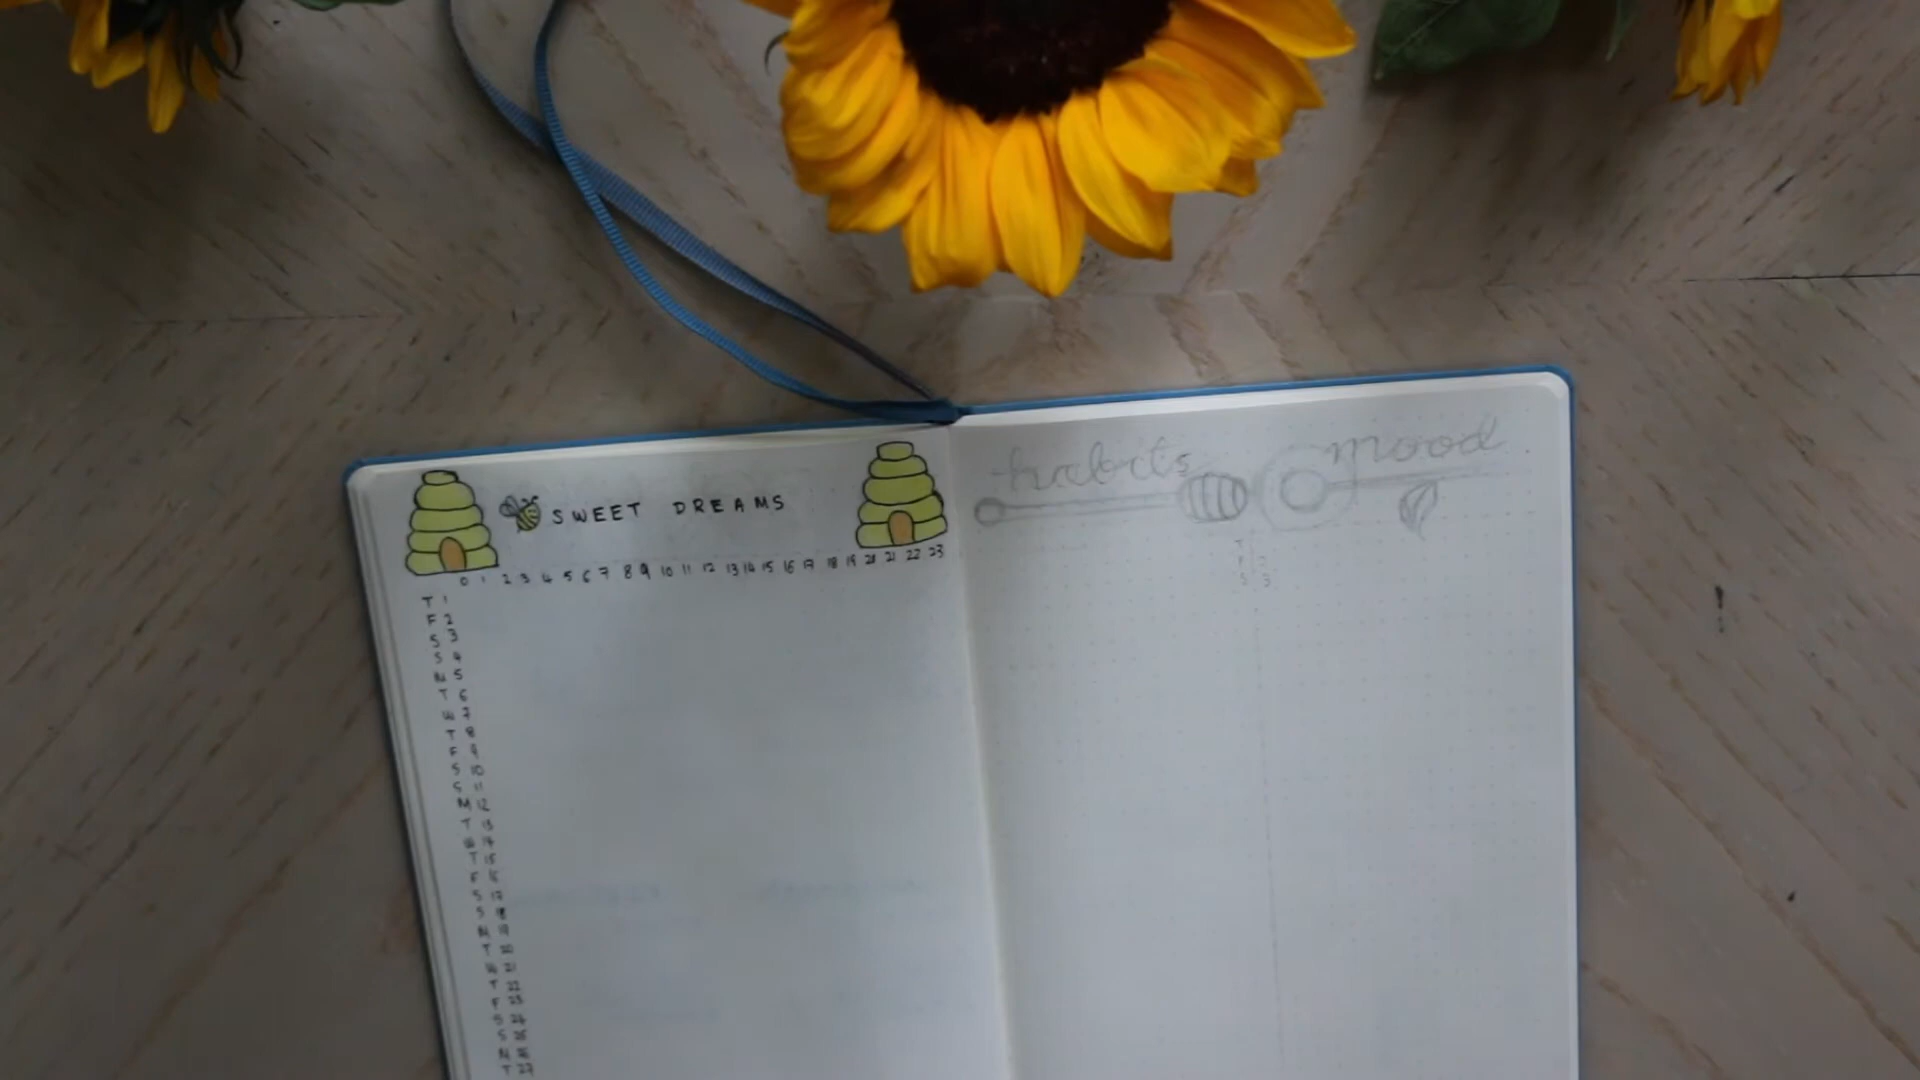 SWEET DREAMS
0 1 2 3 4 5 6 7 8 9 10 11 12 13 14 15 16 17 18 19 20 21 22 23
T 1
F 2
S 3
S 4
M 5
T 6
W 7
T 8
F 9
S 10
S 11
M 12
T 13
W 14
T 15
F 16
S 17
S 18
M 19
T 20
W 21
T 22
F 23
S 24
S 25
M 26
T 27
habits
mood
T
F 2
S 3